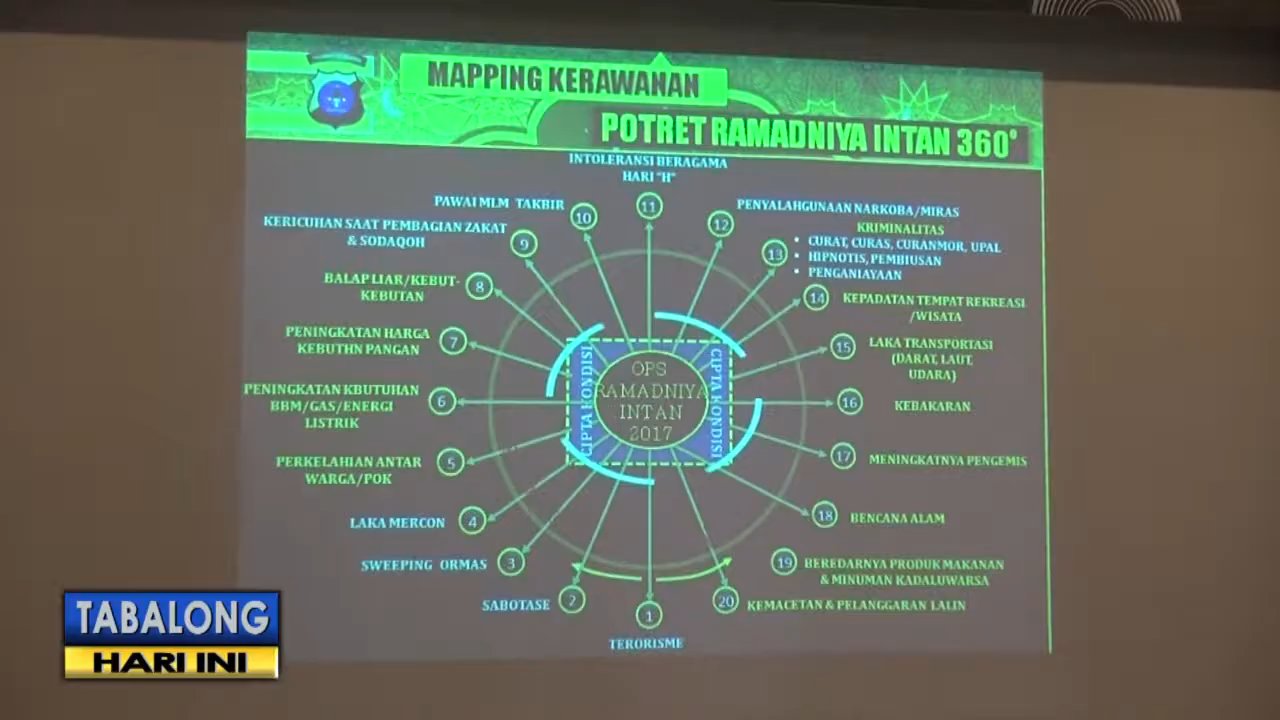 MAPPING KERAWANAN
POTRET RAMADNIYA INTAN 360°
INTOLERANSI BERAGAMA
HARI "H"
11
PAWAI MLM TAKBIR
10
KERICUHAN SAAT PEMBAGIAN ZAKAT
& SODAQOH
9
BALAP LIAR/KEBUT-
KEBUTAN
8
PENINGKATAN HARGA
KEBUTHN PANGAN
7
PENINGKATAN KBUTUHAN
BBM/GAS/ENERGI
LISTRIK
6
PERKELAHIAN ANTAR
WARGA/POK
5
LAKA MERCON
4
SWEEPING ORMAS
3
SABOTASE
2
1
TERORISME
12
PENYALAHGUNAAN NARKOBA/MIRAS
13
KRIMINALITAS
• CURAT, CURAS, CURANMOR, UPAL
• HIPNOTIS, PEMBIUSAN
• PENGANIAYAAN
14
KEPADATAN TEMPAT REKREASI
/WISATA
15
LAKA TRANSPORTASI
(DARAT, LAUT,
UDARA)
16
KEBAKARAN
17
MENINGKATNYA PENGEMIS
18
BENCANA ALAM
19
BEREDARNYA PRODUK MAKANAN
& MINUMAN KADALUWARSA
20
KEMACETAN & PELANGGARAN LALIN
CIPTA KONDISI
OPS
RAMADNIYA
INTAN
2017
CIPTA KONDISI
TABALONG
HARI INI